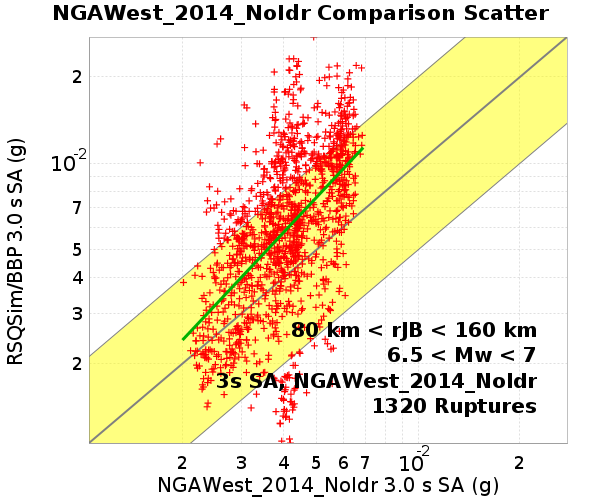 NGAWest_2014_NoIdr Comparison Scatter
RSQSim/BBP 3.0 s SA (g)
2
10-2
7
5
4
3
2
80 km < rJB < 160 km
6.5 < Mw < 7
3s SA, NGAWest_2014_NoIdr
1320 Ruptures
2 3 4 5 6 7 10-2 2
NGAWest_2014_NoIdr 3.0 s SA (g)